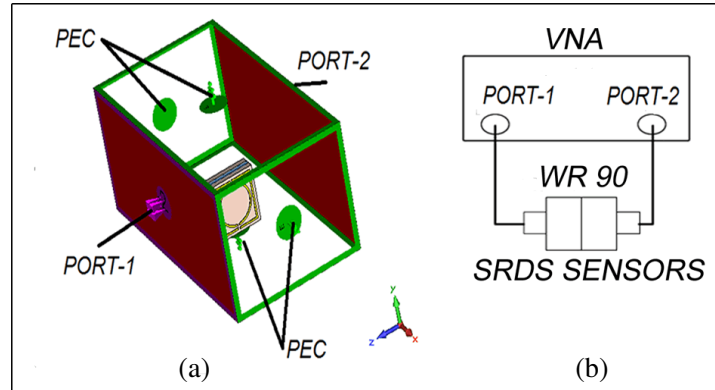 PEC
PORT-2
PORT-1
PEC
y
z
x
(a)
VNA
PORT-1
PORT-2
WR 90
SRDS SENSORS
(b)